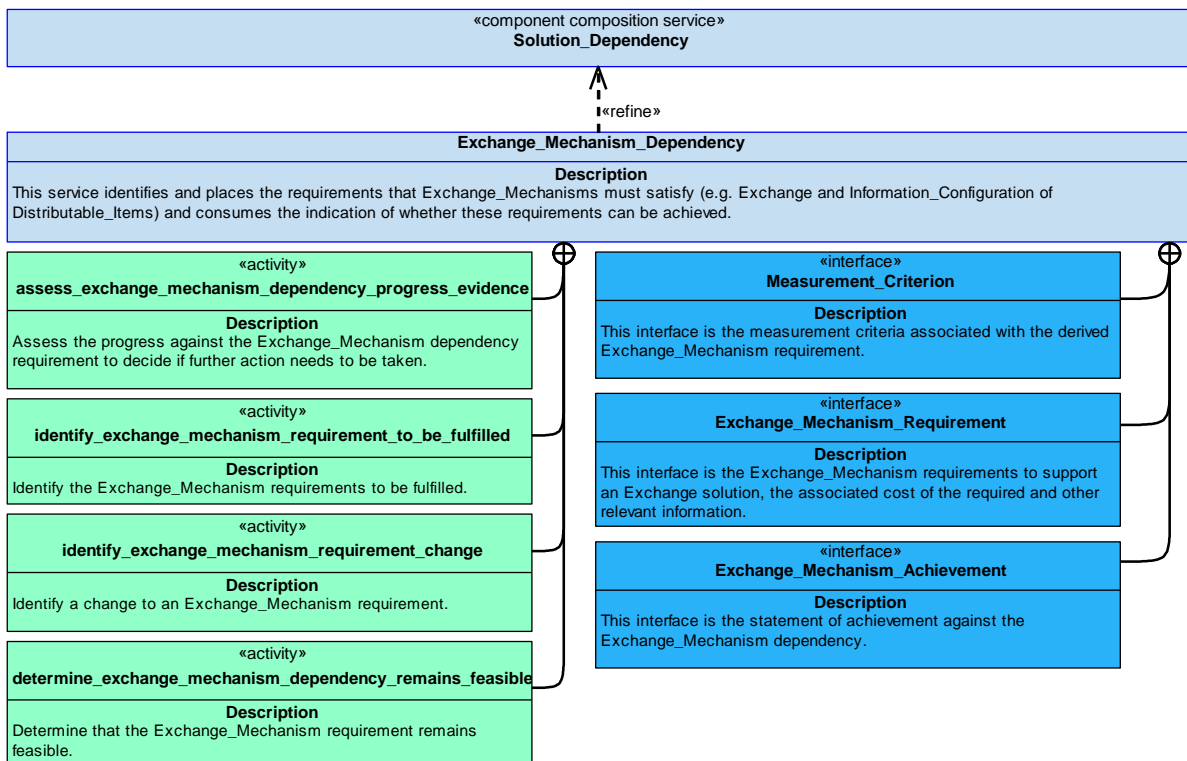 «component composition service»
Solution_Dependency
«refine»
Exchange_Mechanism_Dependency
Description
This service identifies and places the requirements that Exchange_Mechanisms must satisfy (e.g. Exchange and Information_Configuration of
Distributable_Items) and consumes the indication of whether these requirements can be achieved.
«activity»
assess_exchange_mechanism_dependency_progress_evidence
Description
Assess the progress against the Exchange_Mechanism dependency
requirement to decide if further action needs to be taken.
«activity»
identify_exchange_mechanism_requirement_to_be_fulfilled
Description
Identify the Exchange_Mechanism requirements to be fulfilled.
«activity»
identify_exchange_mechanism_requirement_change
Description
Identify a change to an Exchange_Mechanism requirement.
«activity»
determine_exchange_mechanism_dependency_remains_feasible
Description
Determine that the Exchange_Mechanism requirement remains
feasible.
«interface»
Measurement_Criterion
Description
This interface is the measurement criteria associated with the derived
Exchange_Mechanism requirement.
«interface»
Exchange_Mechanism_Requirement
Description
This interface is the Exchange_Mechanism requirements to support
an Exchange solution, the associated cost of the required and other
relevant information.
«interface»
Exchange_Mechanism_Achievement
Description
This interface is the statement of achievement against the
Exchange_Mechanism dependency.